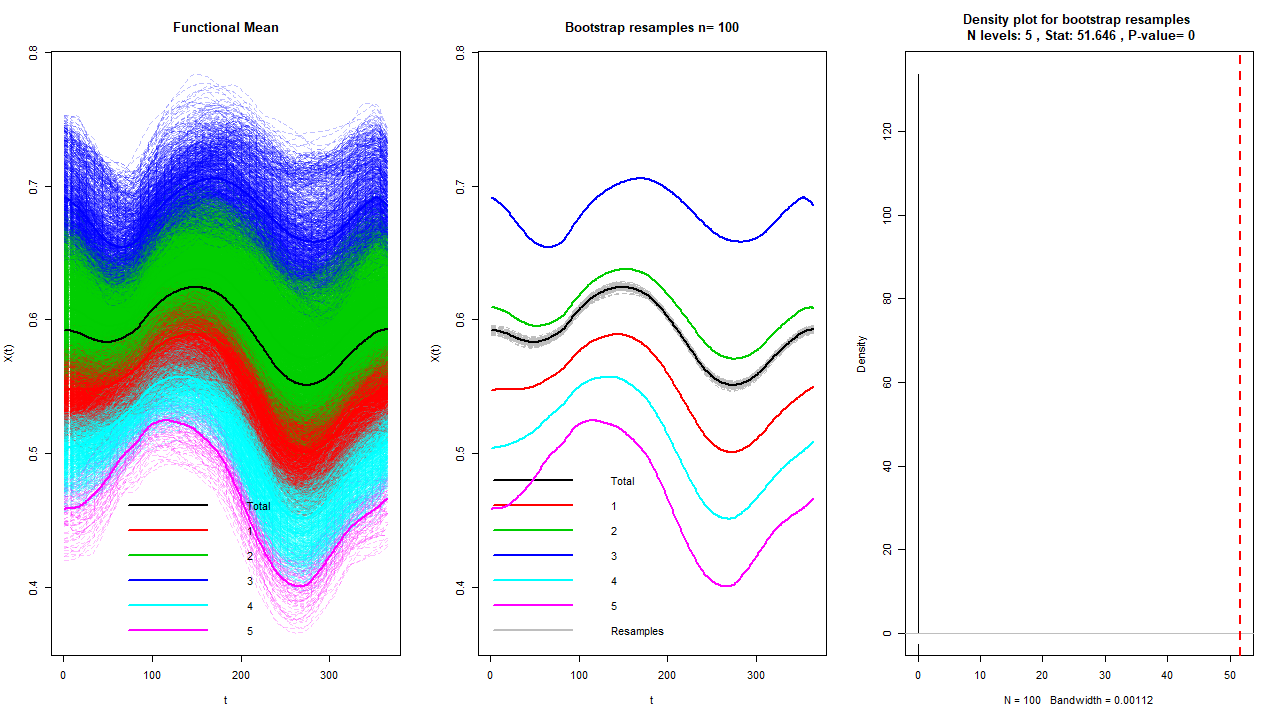 Functional Mean
0.8
0.7
0.6
0.5
0.4
X(t)
Total
1
2
3
4
5
0 100 200 300
t
Bootstrap resamples n= 100
0.8
0.7
0.6
0.5
0.4
X(t)
Total
1
2
3
4
5
Resamples
0 100 200 300
t
Density plot for bootstrap resamples
N levels: 5 , Stat: 51.646 , P-value= 0
120
100
80
60
40
20
0
Density
0 10 20 30 40 50
N = 100 Bandwidth = 0.00112